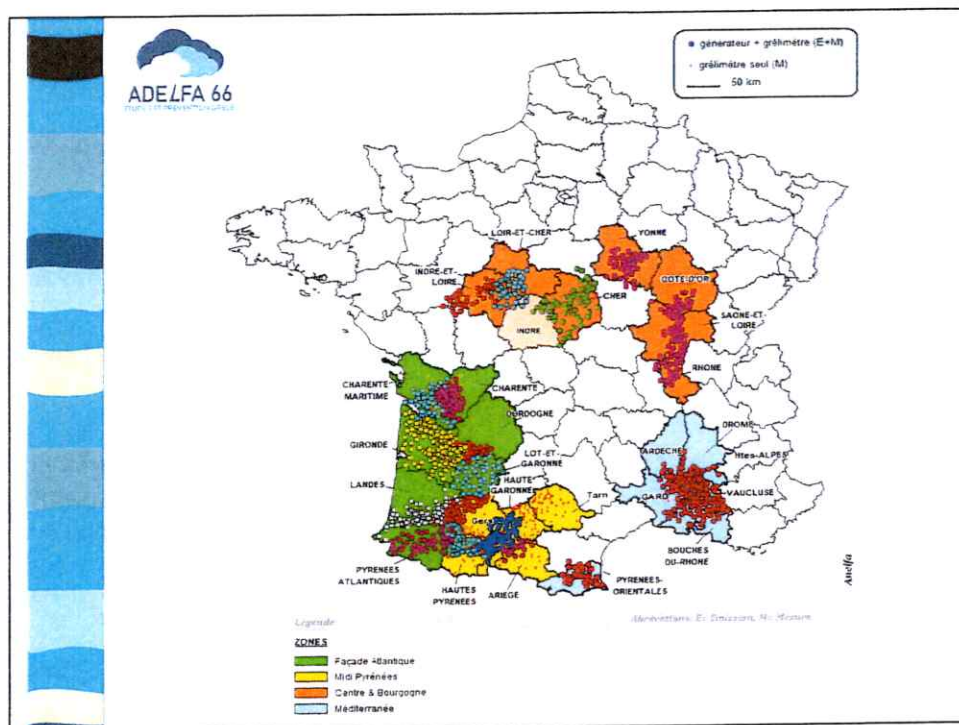 ADELFA 66
générateur + grêlimètre (E+M)
grêlimètre seul (M)
50 km
LOIR-ET-CHER
YONNE
INDRE-ET-
LOIRE
CHER
COTE-D'OR
SAONE-ET-
LOIRE
INDRE
RHONE
CHARENTE
MARITIME
CHARENTE
DORDOGNE
DROME
ARDECHE
Htes-ALPES
GIRONDE
LOT-ET-
GARONNE
HAUTE
GARONNE
LANDES
Tarn
GARD
VAUCLUSE
Gers
BOUCHES
DU-RHONE
PYRENEES
ATLANTIQUES
HAUTES
PYRENEES
ARIEGE
PYRENEES-
ORIENTALES
Anelfa
Légende
Abréviations: E: Emission, M: Mesure
ZONES
Façade Atlantique
Midi Pyrénées
Centre & Bourgogne
Méditerranée